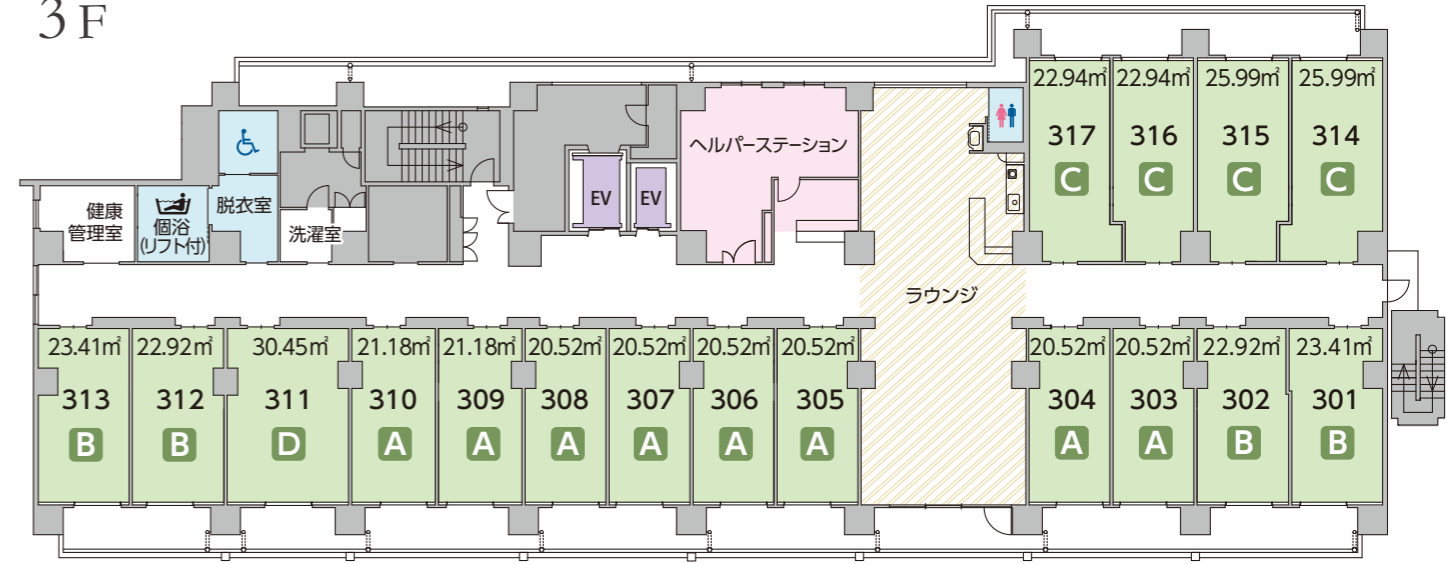 3F
22.94㎡
22.94㎡
25.99㎡
25.99㎡
317
316
315
314
C
C
C
C
ヘルパーステーション
EV
EV
健康
管理室
個浴
(リフト付)
脱衣室
洗濯室
ラウンジ
23.41㎡
22.92㎡
30.45㎡
21.18㎡
21.18㎡
20.52㎡
20.52㎡
20.52㎡
20.52㎡
20.52㎡
20.52㎡
22.92㎡
23.41㎡
313
312
311
310
309
308
307
306
305
304
303
302
301
B
B
D
A
A
A
A
A
A
A
A
B
B